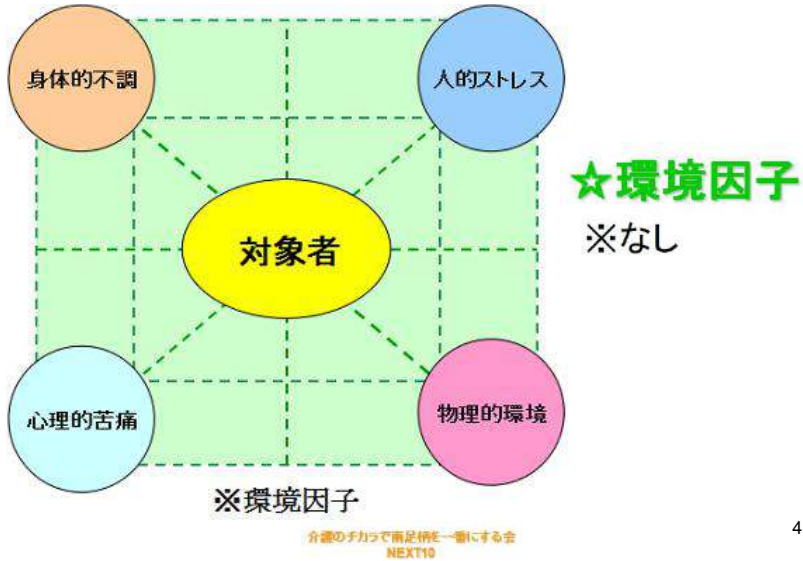 身体的不調
人的ストレス
☆環境因子
※なし
対象者
心理的苦痛
物理的環境
※環境因子
介護のチカラで南足柄を一番にする会
NEXT10
4